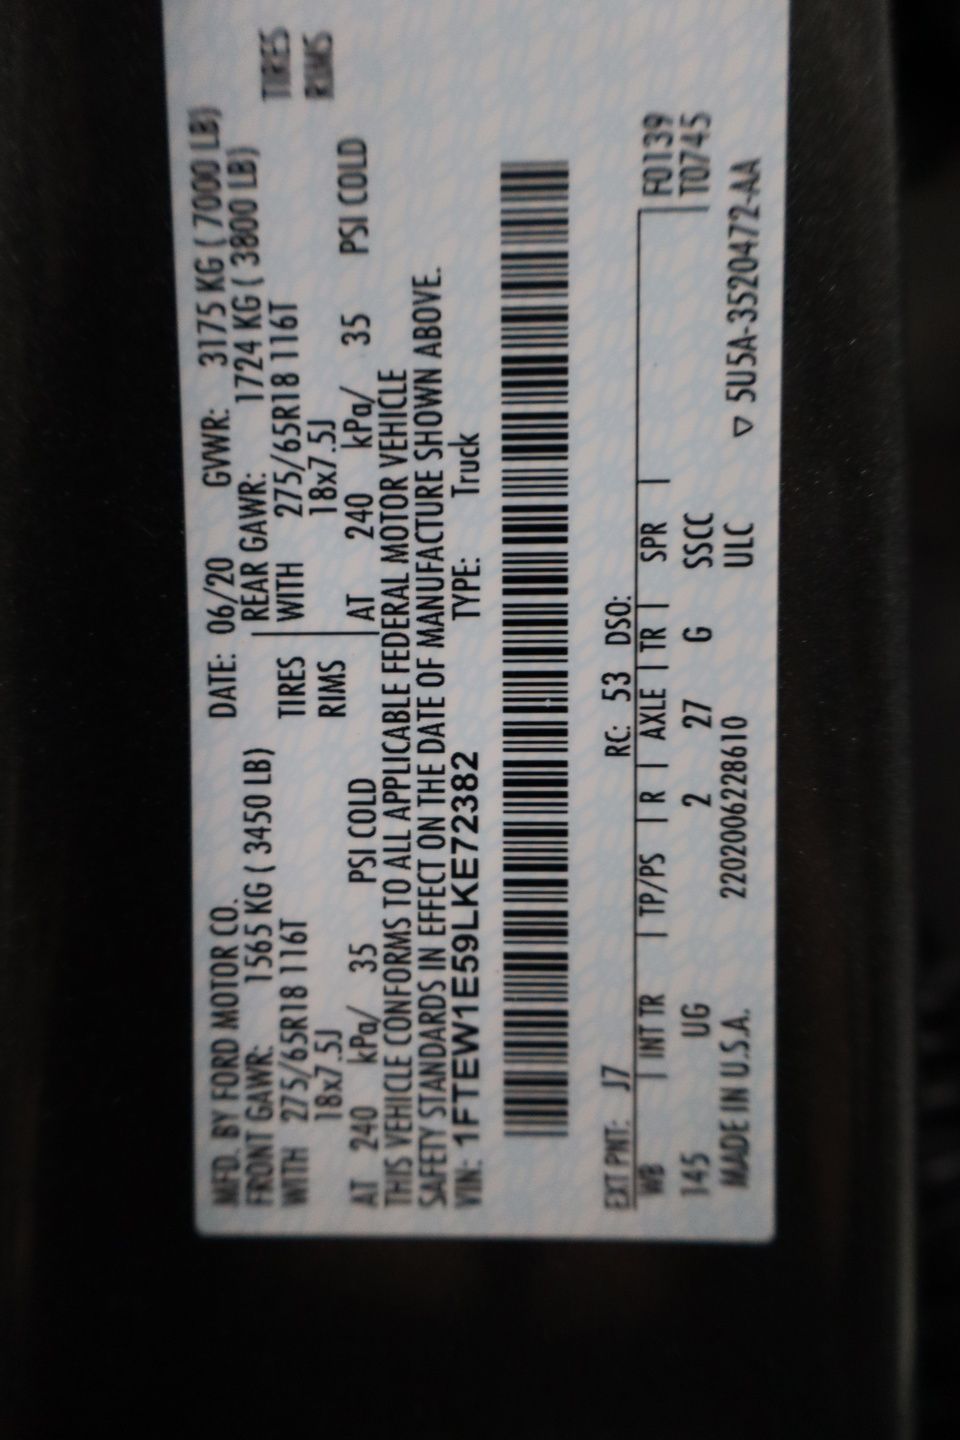 MFD. BY FORD MOTOR CO. DATE: 06/20 GVWR: 3175 KG ( 7000 LB)
FRONT GAWR: 1565 KG ( 3450 LB) REAR GAWR: 1724 KG ( 3800 LB)
WITH 275/65R18 116T TIRES WITH 275/65R18 116T TIRES
18x7.5J RIMS 18x7.5J RIMS
AT 240 kPa/ 35 PSI COLD AT 240 kPa/ 35 PSI COLD
THIS VEHICLE CONFORMS TO ALL APPLICABLE FEDERAL MOTOR VEHICLE
SAFETY STANDARDS IN EFFECT ON THE DATE OF MANUFACTURE SHOWN ABOVE.
VIN: 1FTEW1E59LKE72382 TYPE: Truck
EXT PNT: J7 RC: 53 DSO:
WB INT TR TP/PS R AXLE TR SPR F0139
145 UG 2 27 G SSCC T0745
MADE IN U.S.A. 2202006228610 ULC ▽ 5U5A-3520472-AA